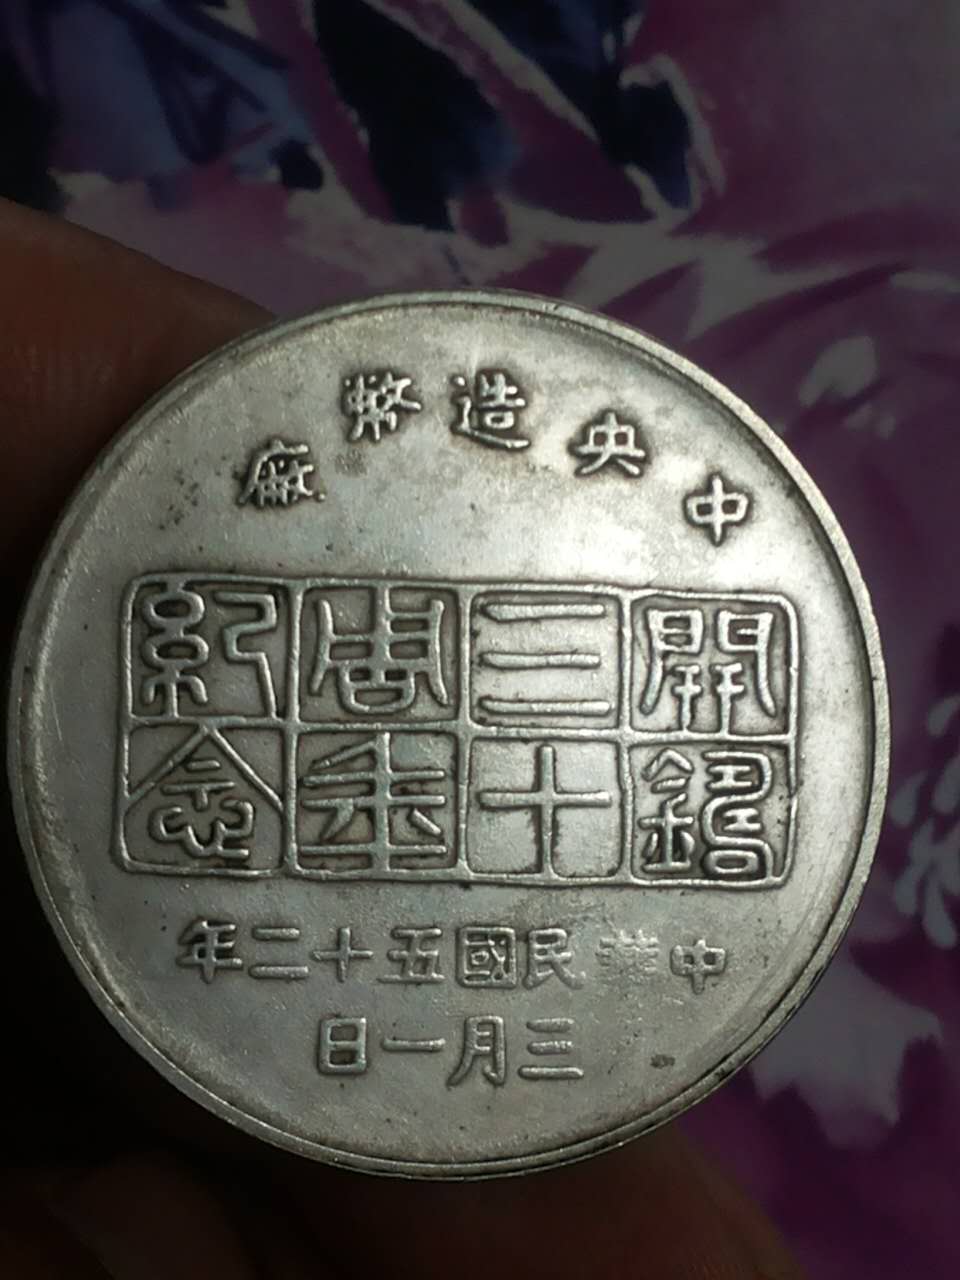 中央造幣廠
開鑄三十周年紀念
中華民國五十二年
三月一日